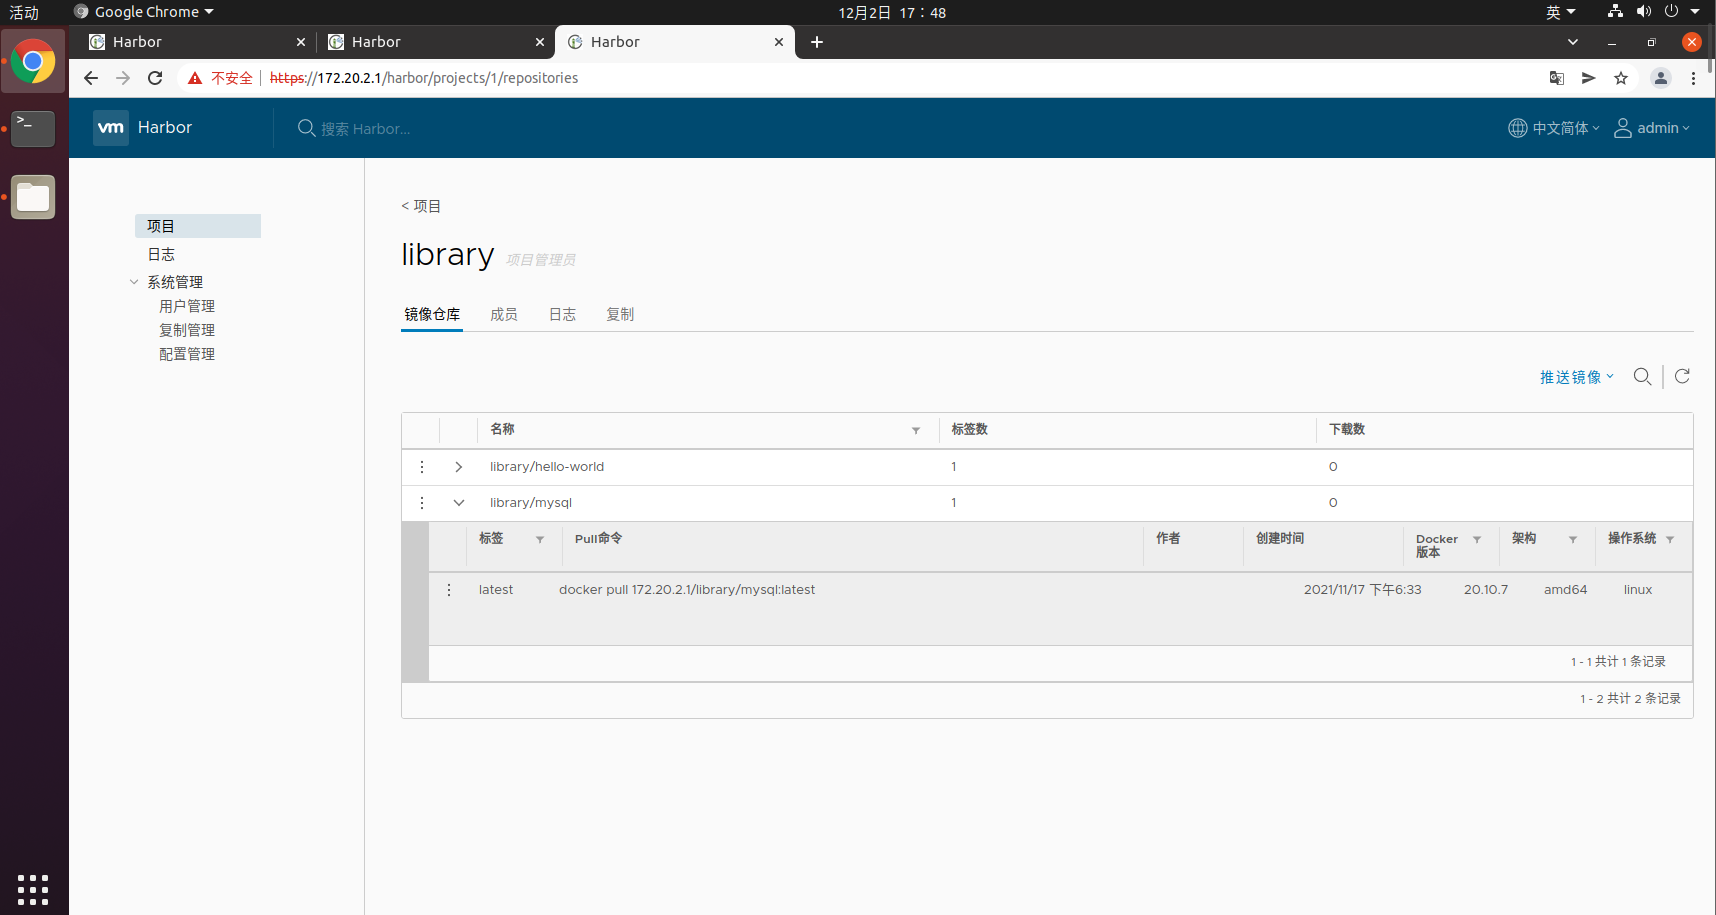 活动 Google Chrome 12月2日 17：48 英
Harbor Harbor Harbor
不安全 https://172.20.2.1/harbor/projects/1/repositories
vm Harbor 搜索 Harbor... 中文简体 admin
项目
日志
系统管理
用户管理
复制管理
配置管理
< 项目
library 项目管理员
镜像仓库 成员 日志 复制
推送镜像
名称 标签数 下载数
library/hello-world 1 0
library/mysql 1 0
标签 Pull命令 作者 创建时间 Docker 架构 操作系统
版本
latest docker pull 172.20.2.1/library/mysql:latest 2021/11/17 下午6:33 20.10.7 amd64 linux
1 - 1 共计 1 条记录
1 - 2 共计 2 条记录